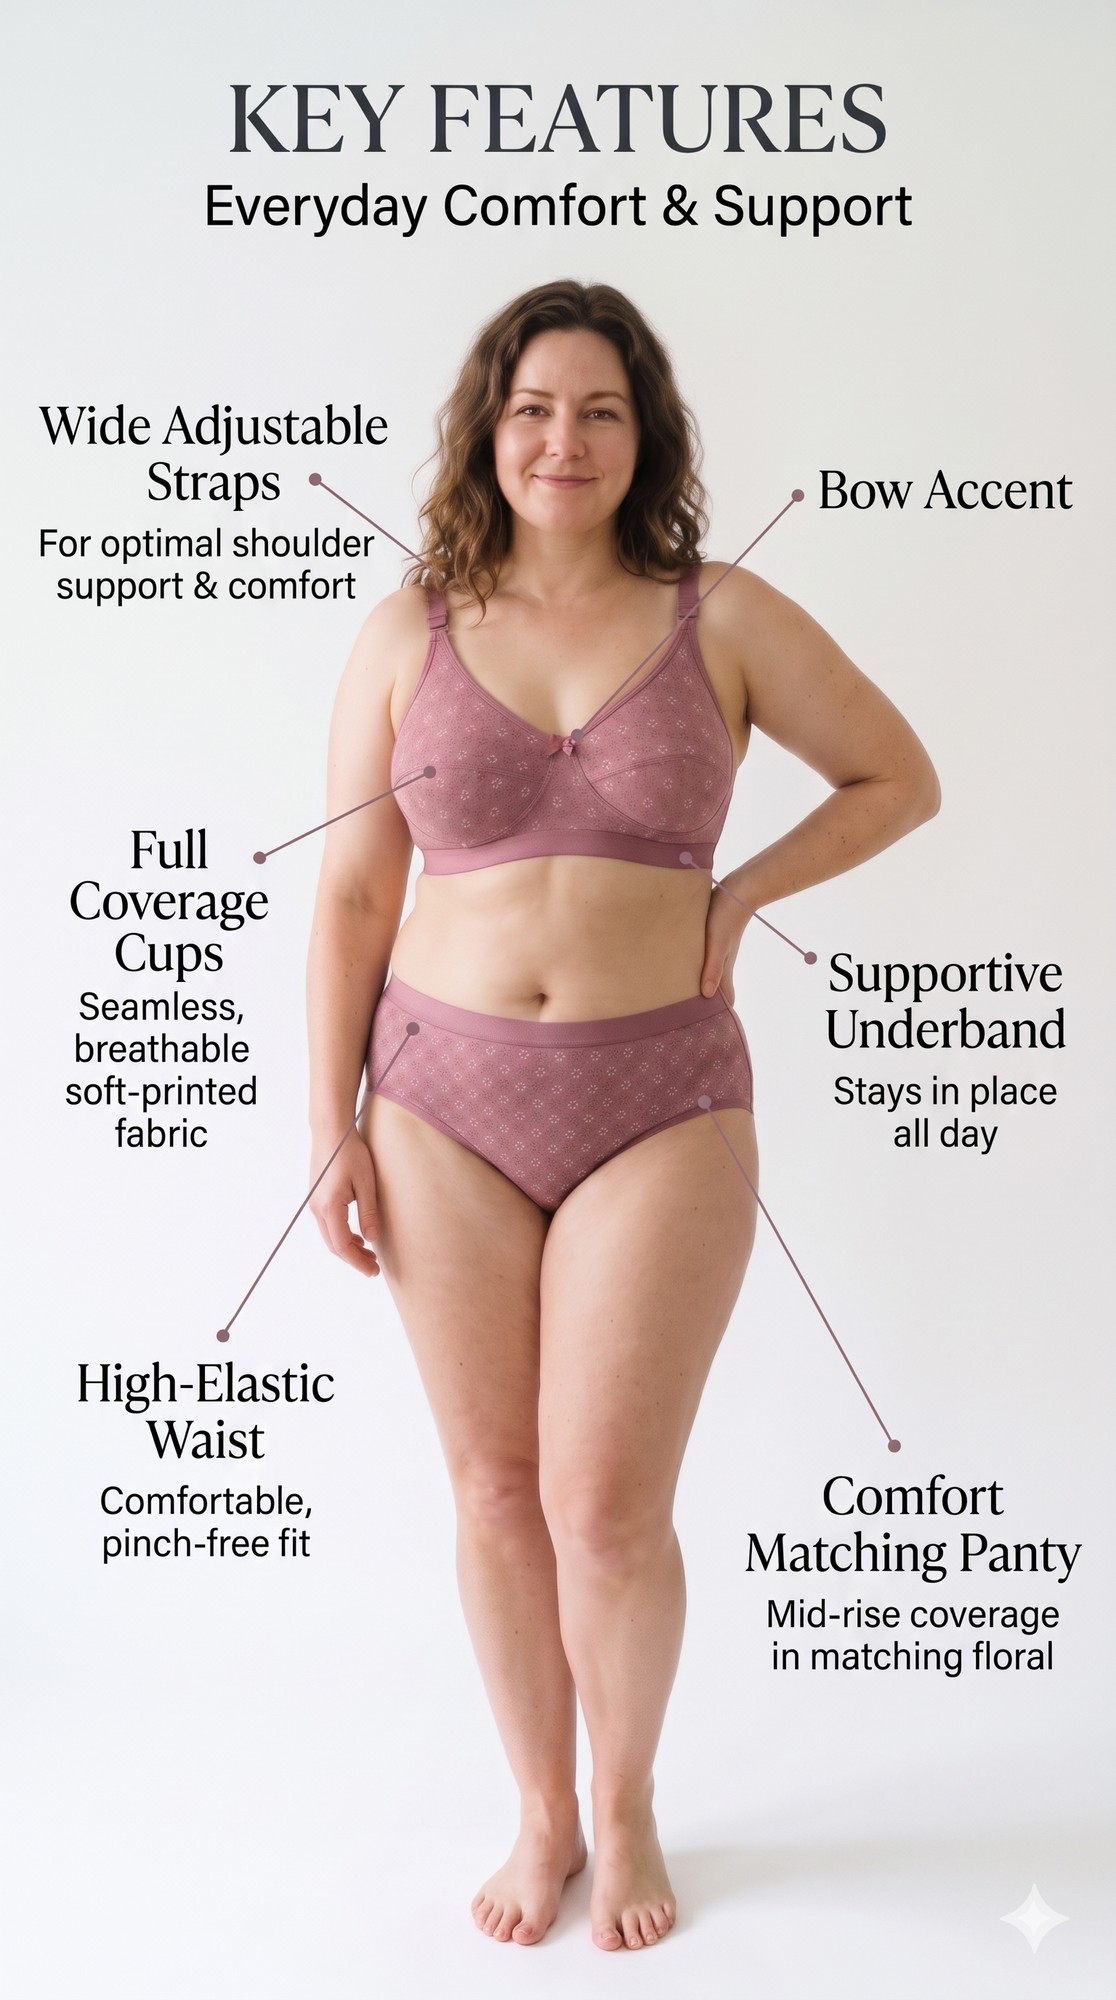 KEY FEATURES
Everyday Comfort & Support
Wide Adjustable
Straps
For optimal shoulder
support & comfort
Bow Accent
Full
Coverage
Cups
Seamless,
breathable
soft-printed
fabric
Supportive
Underband
Stays in place
all day
High-Elastic
Waist
Comfortable,
pinch-free fit
Comfort
Matching Panty
Mid-rise coverage
in matching floral